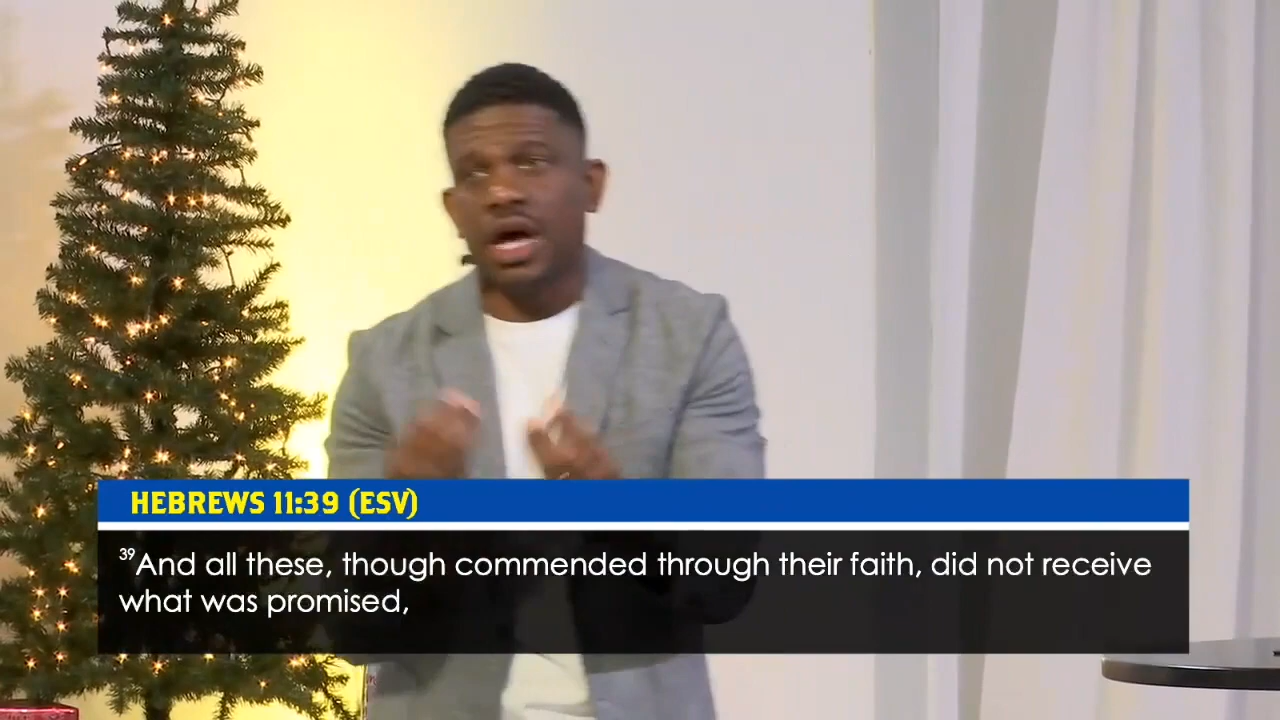 HEBREWS 11:39 (ESV)
39And all these, though commended through their faith, did not receive
what was promised,